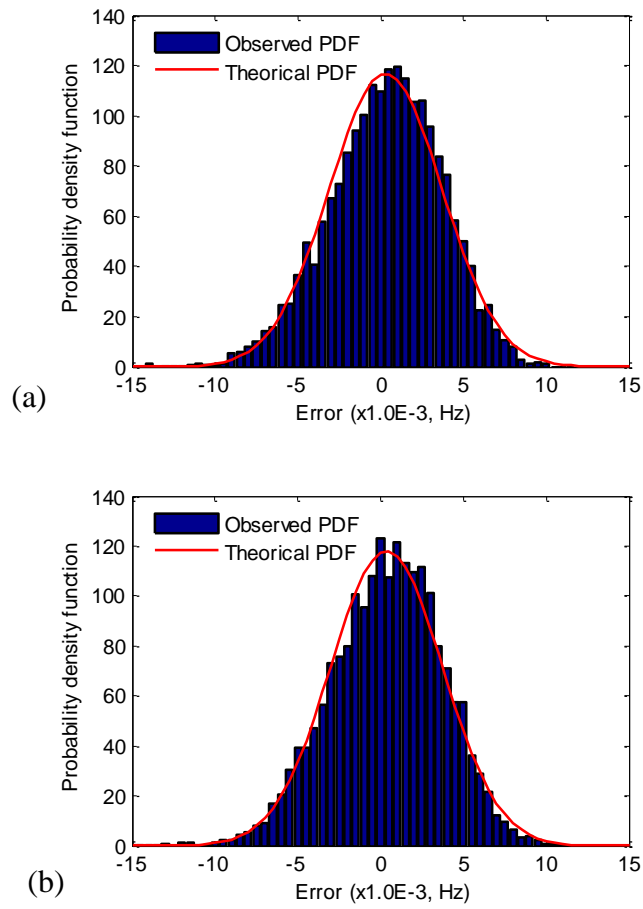 140
120
100
80
60
40
20
0
Probability density function
Observed PDF
Theorical PDF
-15 -10 -5 0 5 10 15
Error (x1.0E-3, Hz)
(a)
140
120
100
80
60
40
20
0
Probability density function
Observed PDF
Theorical PDF
-15 -10 -5 0 5 10 15
Error (x1.0E-3, Hz)
(b)